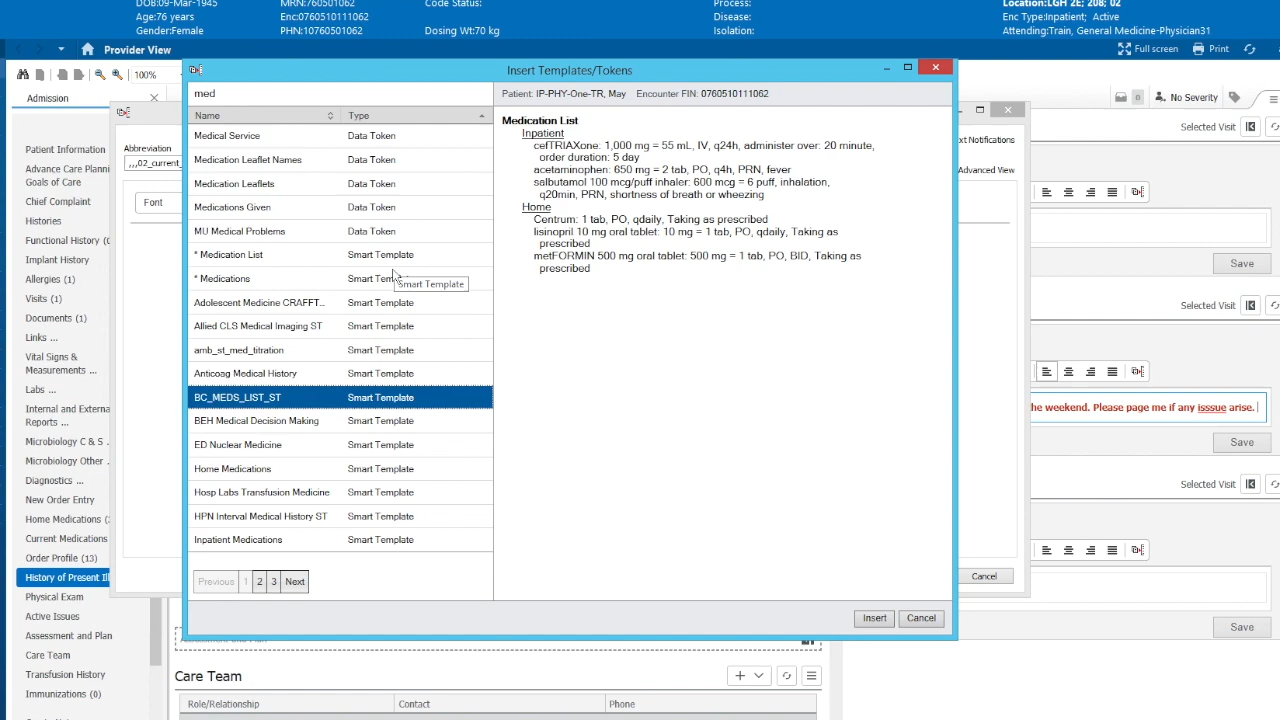 DOB:09-Mar-1945 MRN:760501062 Code Status: Process: Location:LGH 2E; 208; 02
Age:76 years Enc:0760510111062 Disease: Enc Type:Inpatient; Active
Gender:Female PHN:10760501062 Dosing Wt:70 kg Isolation: Attending:Train, General Medicine-Physician31
Provider View Full screen Print
100%
Admission
0 No Severity
Insert Templates/Tokens
med
Patient: IP-PHY-One-TR, May Encounter FIN: 0760510111062
Name Type
Medical Service Data Token
Medication Leaflet Names Data Token
Medication Leaflets Data Token
Medications Given Data Token
MU Medical Problems Data Token
* Medication List Smart Template
* Medications Smart Template
Smart Template
Adolescent Medicine CRAFFT... Smart Template
Allied CLS Medical Imaging ST Smart Template
amb_st_med_titration Smart Template
Anticoag Medical History Smart Template
BC_MEDS_LIST_ST Smart Template
BEH Medical Decision Making Smart Template
ED Nuclear Medicine Smart Template
Home Medications Smart Template
Hosp Labs Transfusion Medicine Smart Template
HPN Interval Medical History ST Smart Template
Inpatient Medications Smart Template
Previous 1 2 3 Next
Insert Cancel
Medication List
Inpatient
cefTRIAXone: 1,000 mg = 55 mL, IV, q24h, administer over: 20 minute,
order duration: 5 day
acetaminophen: 650 mg = 2 tab, PO, q4h, PRN, fever
salbutamol 100 mcg/puff inhaler: 600 mcg = 6 puff, inhalation,
q20min, PRN, shortness of breath or wheezing
Home
Centrum: 1 tab, PO, qdaily, Taking as prescribed
lisinopril 10 mg oral tablet: 10 mg = 1 tab, PO, qdaily, Taking as
prescribed
metFORMIN 500 mg oral tablet: 500 mg = 1 tab, PO, BID, Taking as
prescribed
Patient Information
Advance Care Planni
Goals of Care
Chief Complaint
Histories
Functional History (
Implant History
Allergies (1)
Visits (1)
Documents (1)
Links ...
Vital Signs &
Measurements ...
Labs ...
Internal and Externa
Reports ...
Microbiology C & S
Microbiology Other
Diagnostics ...
New Order Entry
Home Medications (
Current Medications
Order Profile (13)
History of Present Ill
Physical Exam
Active Issues
Assessment and Plan
Care Team
Transfusion History
Immunizations (0)
Abbreviation
,,,02_current_
Font
xt Notifications
Advanced View
Cancel
Selected Visit
Save
Selected Visit
he weekend. Please page me if any isssue arise.
Save
Selected Visit
Save
Care Team
Role/Relationship Contact Phone